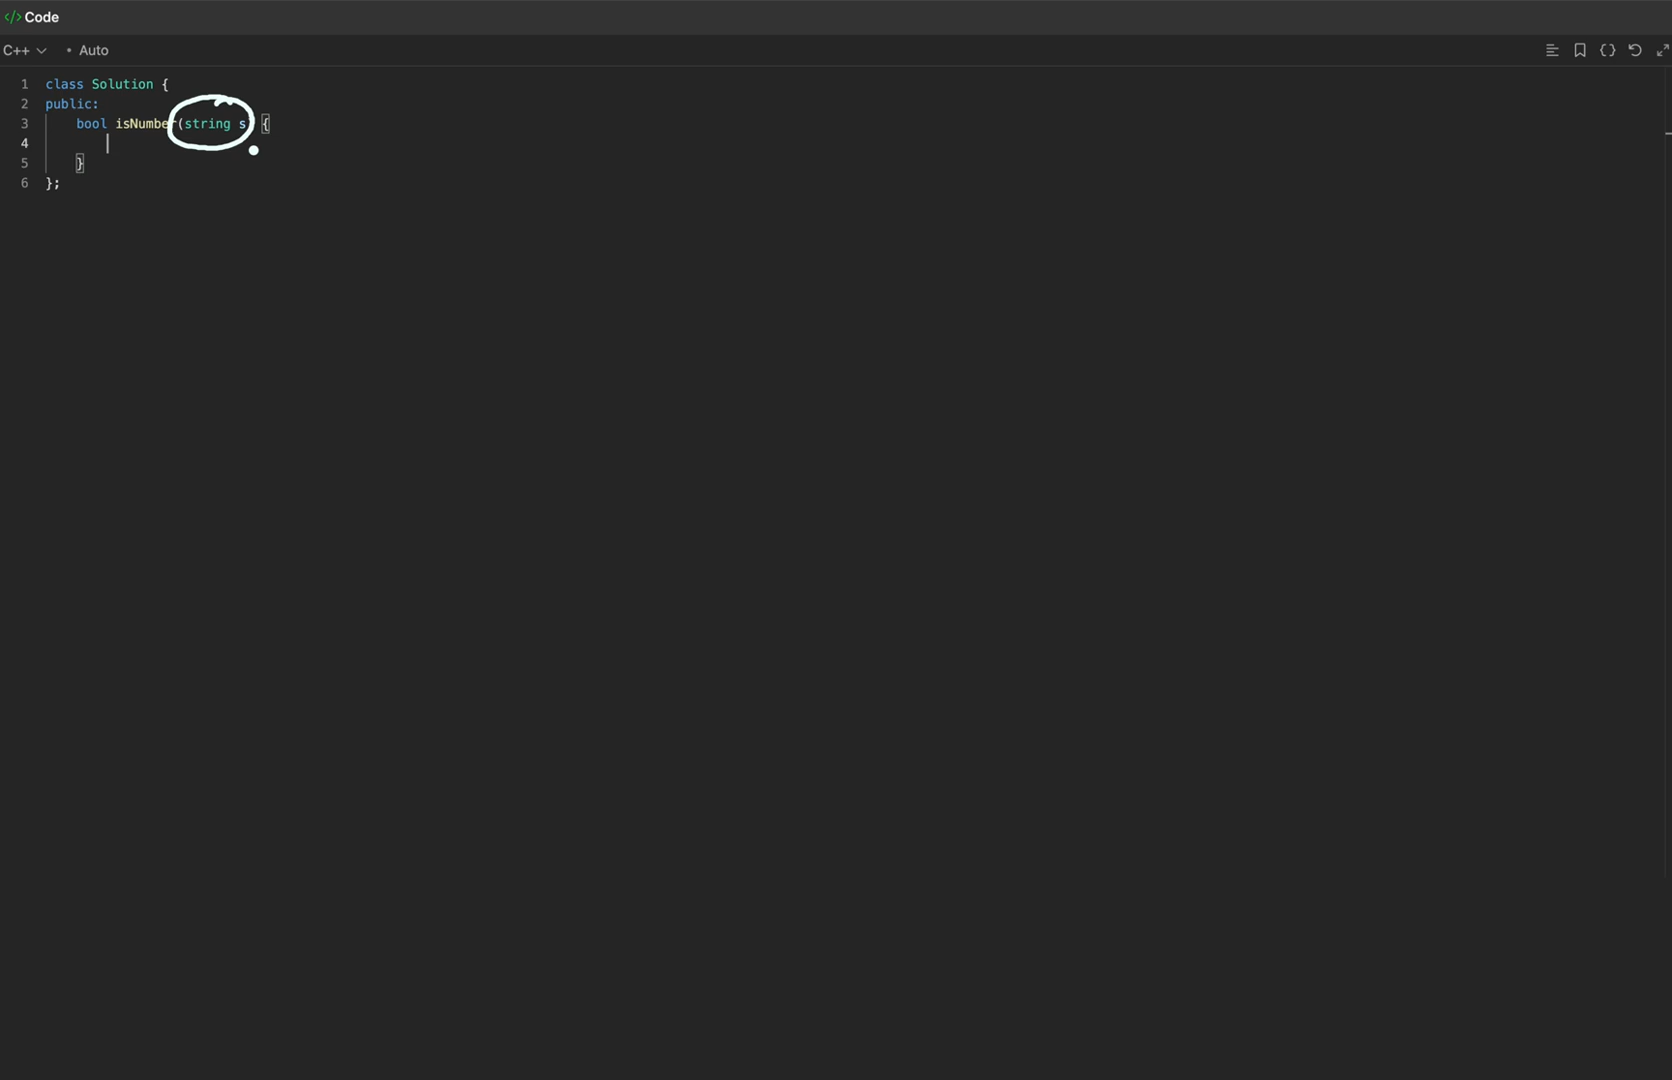 </> Code
C++ • Auto
1 class Solution {
2 public:
3 bool isNumber(string s) {
4
5 }
6 };